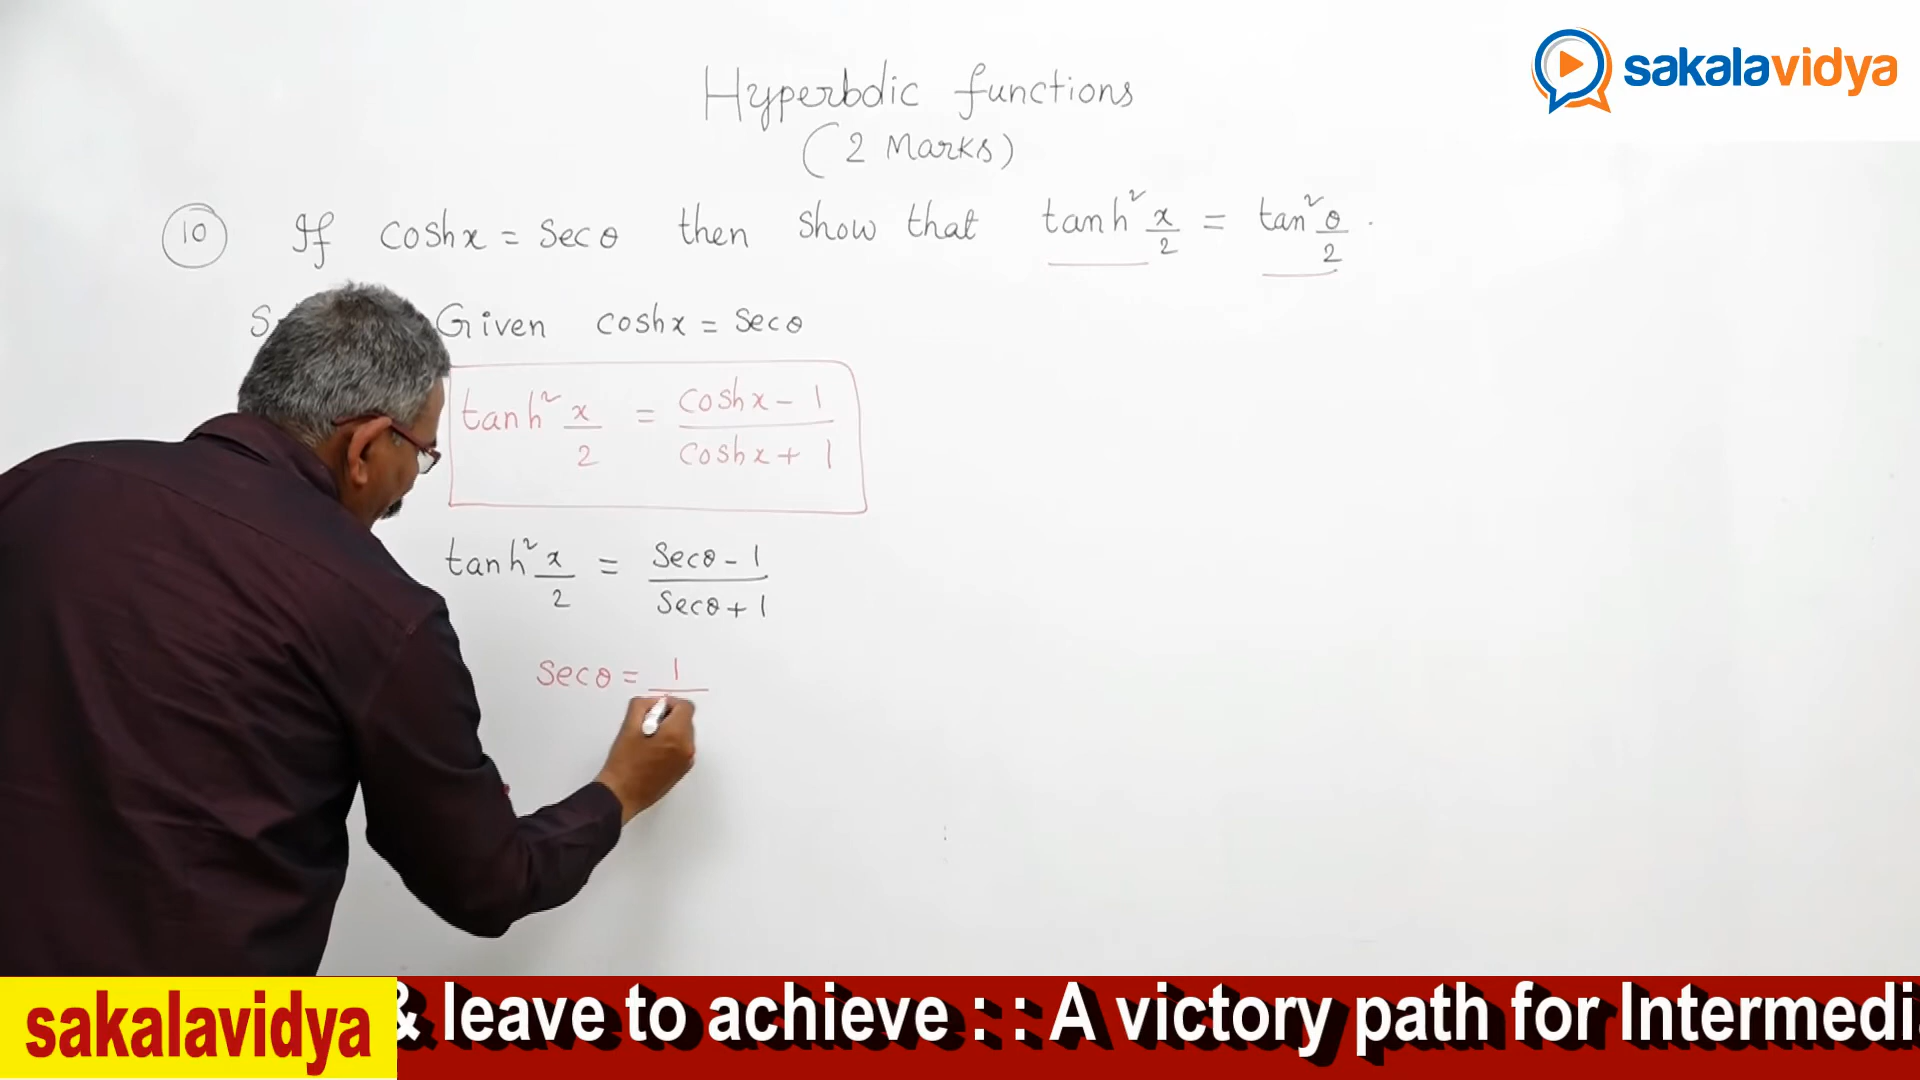 sakalavidya
Hyperbolic functions
(2 Marks)
10 If coshx = Secθ then show that tanh² x/2 = tan² θ/2 .
Given coshx = Secθ
tanh² x/2 = coshx - 1 / coshx + 1
tanh² x/2 = Secθ - 1 / Secθ + 1
Secθ = 1
sakalavidya & leave to achieve : : A victory path for Intermedi